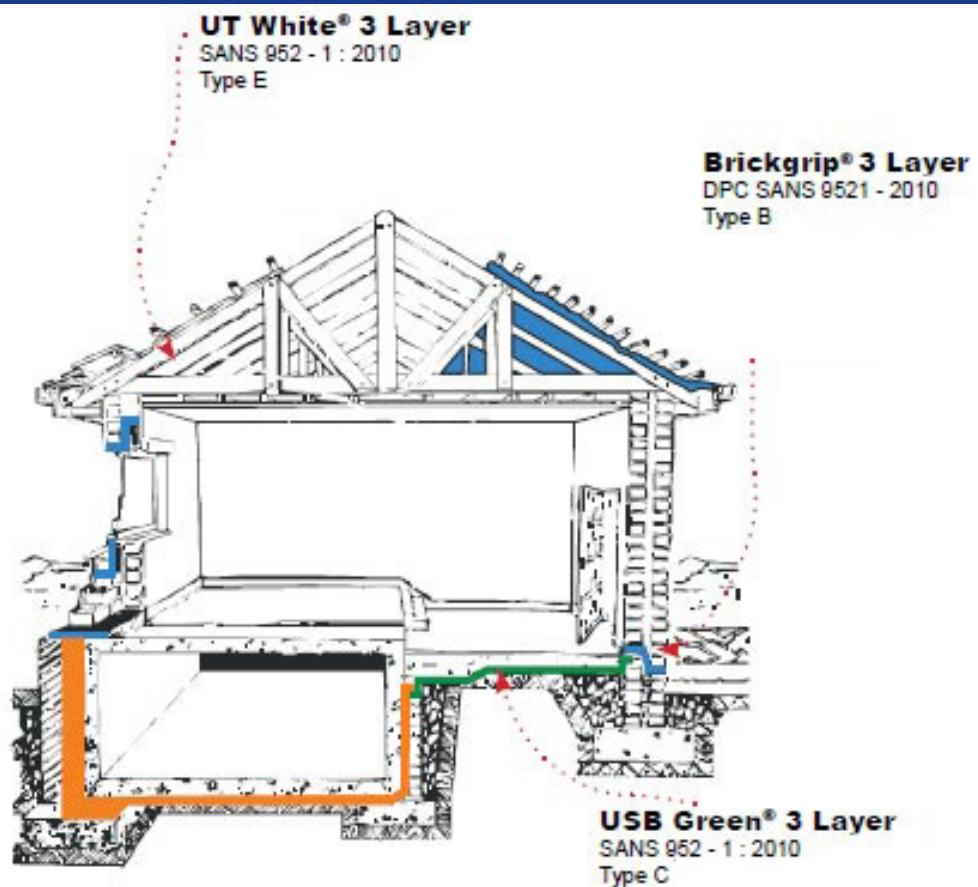 UT White® 3 Layer
SANS 952 - 1 : 2010
Type E
Brickgrip® 3 Layer
DPC SANS 9521 - 2010
Type B
USB Green® 3 Layer
SANS 952 - 1 : 2010
Type C